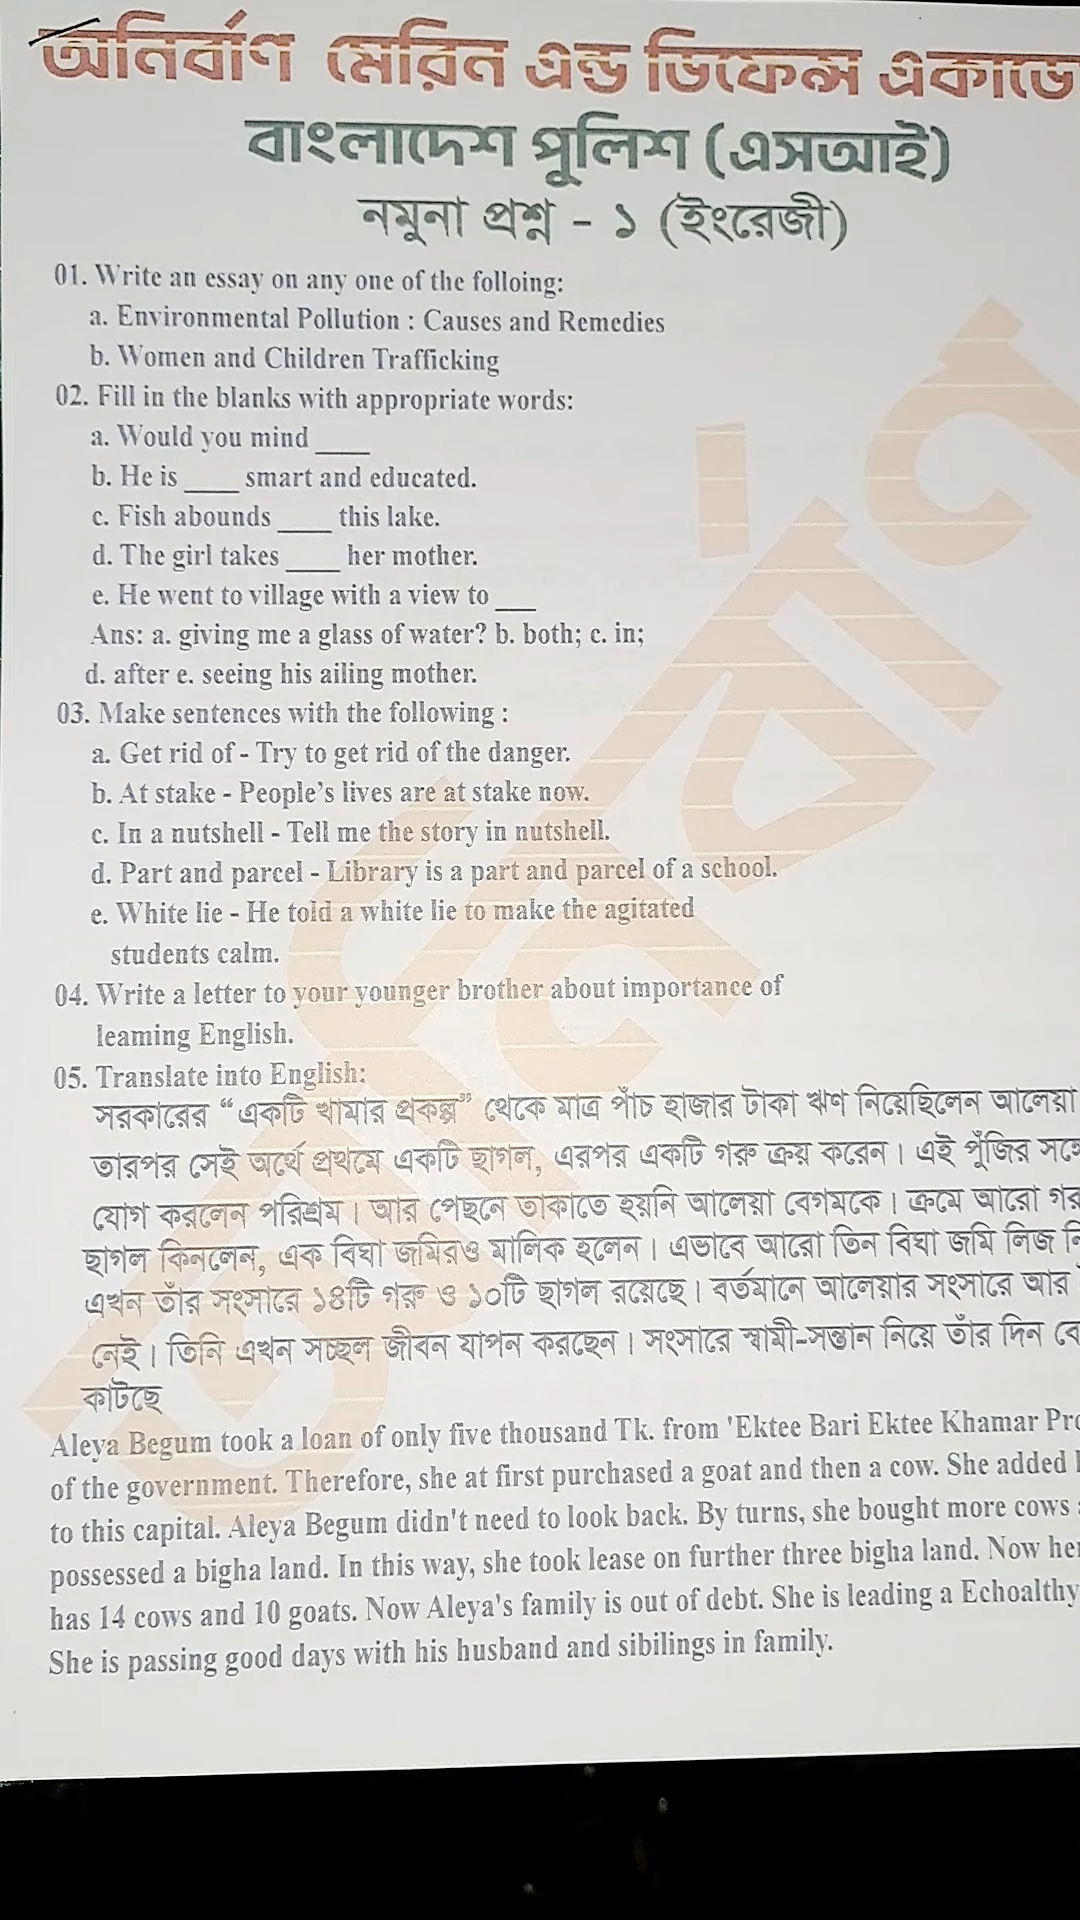 অনির্বাণ মেরিন এন্ড ডিফেন্স একাডে
বাংলাদেশ পুলিশ (এসআই)
নমুনা প্রশ্ন - ১ (ইংরেজী)
01. Write an essay on any one of the folloing:
a. Environmental Pollution : Causes and Remedies
b. Women and Children Trafficking
02. Fill in the blanks with appropriate words:
a. Would you mind ____
b. He is ____ smart and educated.
c. Fish abounds ____ this lake.
d. The girl takes ____ her mother.
e. He went to village with a view to ___
Ans: a. giving me a glass of water? b. both; c. in;
d. after e. seeing his ailing mother.
03. Make sentences with the following :
a. Get rid of - Try to get rid of the danger.
b. At stake - People’s lives are at stake now.
c. In a nutshell - Tell me the story in nutshell.
d. Part and parcel - Library is a part and parcel of a school.
e. White lie - He told a white lie to make the agitated
students calm.
04. Write a letter to your younger brother about importance of
leaming English.
05. Translate into English:
সরকারের “একটি খামার প্রকল্প” থেকে মাত্র পাঁচ হাজার টাকা ঋণ নিয়েছিলেন আলেয়া
তারপর সেই অর্থে প্রথমে একটি ছাগল, এরপর একটি গরু ক্রয় করেন। এই পুঁজির
যোগ করলেন পরিশ্রম। আর পেছনে তাকাতে হয়নি আলেয়া বেগমকে। ক্রমে আরো
ছাগল কিনলেন, এক বিঘা জমিরও মালিক হলেন। এভাবে আরো তিন বিঘা জমি লিজ
এখন তাঁর সংসারে ১৪টি গরু ও ১০টি ছাগল রয়েছে। বর্তমানে আলেয়ার সংসারে আর
নেই। তিনি এখন সচ্ছল জীবন যাপন করছেন। সংসারে স্বামী-সন্তান নিয়ে তাঁর দিন
কাটছে
Aleya Begum took a loan of only five thousand Tk. from 'Ektee Bari Ektee Khamar
of the government. Therefore, she at first purchased a goat and then a cow. She added
to this capital. Aleya Begum didn't need to look back. By turns, she bought more cows
possessed a bigha land. In this way, she took lease on further three bigha land. Now
has 14 cows and 10 goats. Now Aleya's family is out of debt. She is leading a Echoalthy
She is passing good days with his husband and sibilings in family.